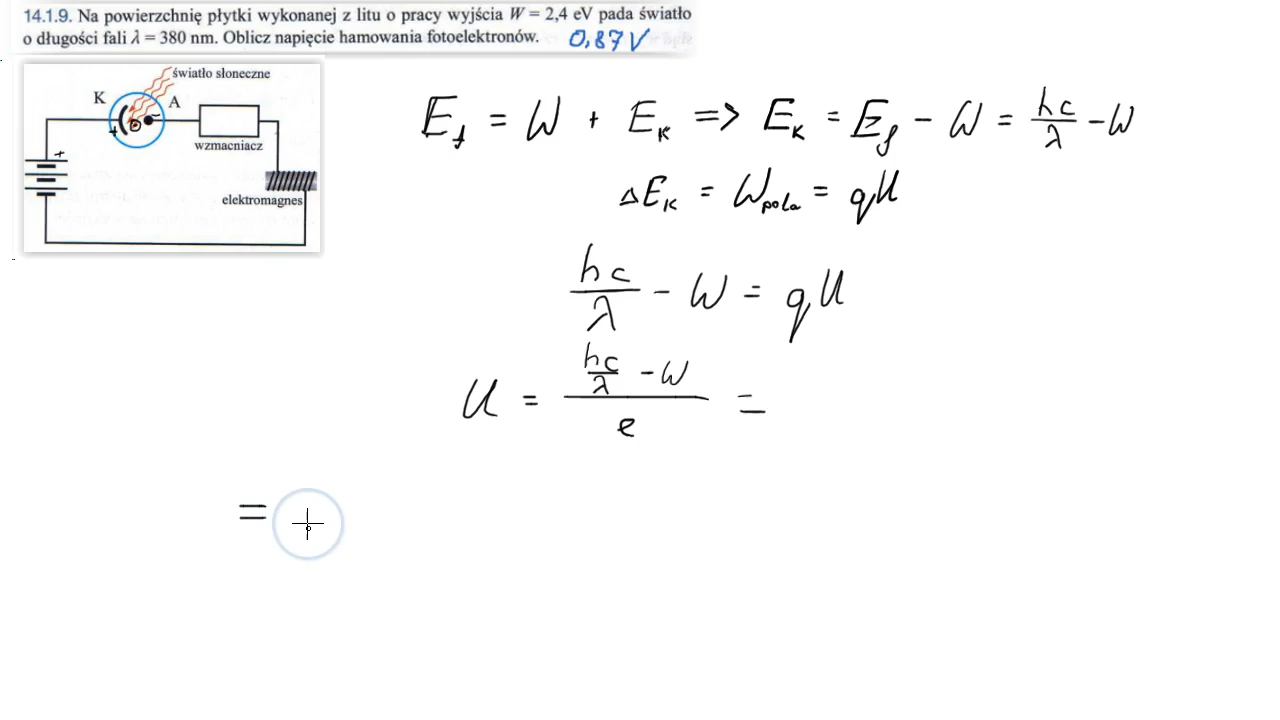 14.1.9. Na powierzchnię płytki wykonanej z litu o pracy wyjścia W = 2,4 eV pada światło
o długości fali λ = 380 nm. Oblicz napięcie hamowania fotoelektronów. 0,87 V
światło słoneczne
K
A
+
-
+
wzmacniacz
elektromagnes
E_f = W + E_K => E_K = E_f - W = hc/λ - W
ΔE_K = W_pola = qU
hc/λ - W = qU
U = (hc/λ - W)/e =
=